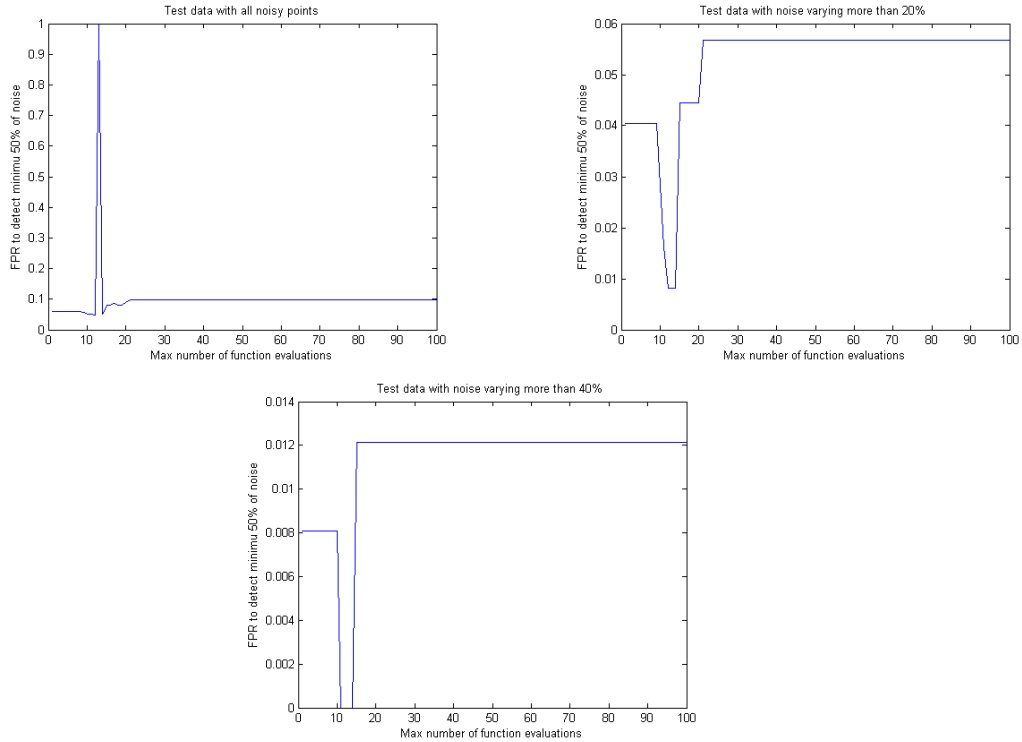 Test data with all noisy points
1
0.9
0.8
0.7
0.6
0.5
0.4
0.3
0.2
0.1
0
FPR to detect minimu 50% of noise
0 10 20 30 40 50 60 70 80 90 100
Max number of function evaluations
Test data with noise varying more than 20%
0.06
0.05
0.04
0.03
0.02
0.01
0
FPR to detect minimu 50% of noise
0 10 20 30 40 50 60 70 80 90 100
Max number of function evaluations
Test data with noise varying more than 40%
0.014
0.012
0.01
0.008
0.006
0.004
0.002
0
FPR to detect minimu 50% of noise
0 10 20 30 40 50 60 70 80 90 100
Max number of function evaluations